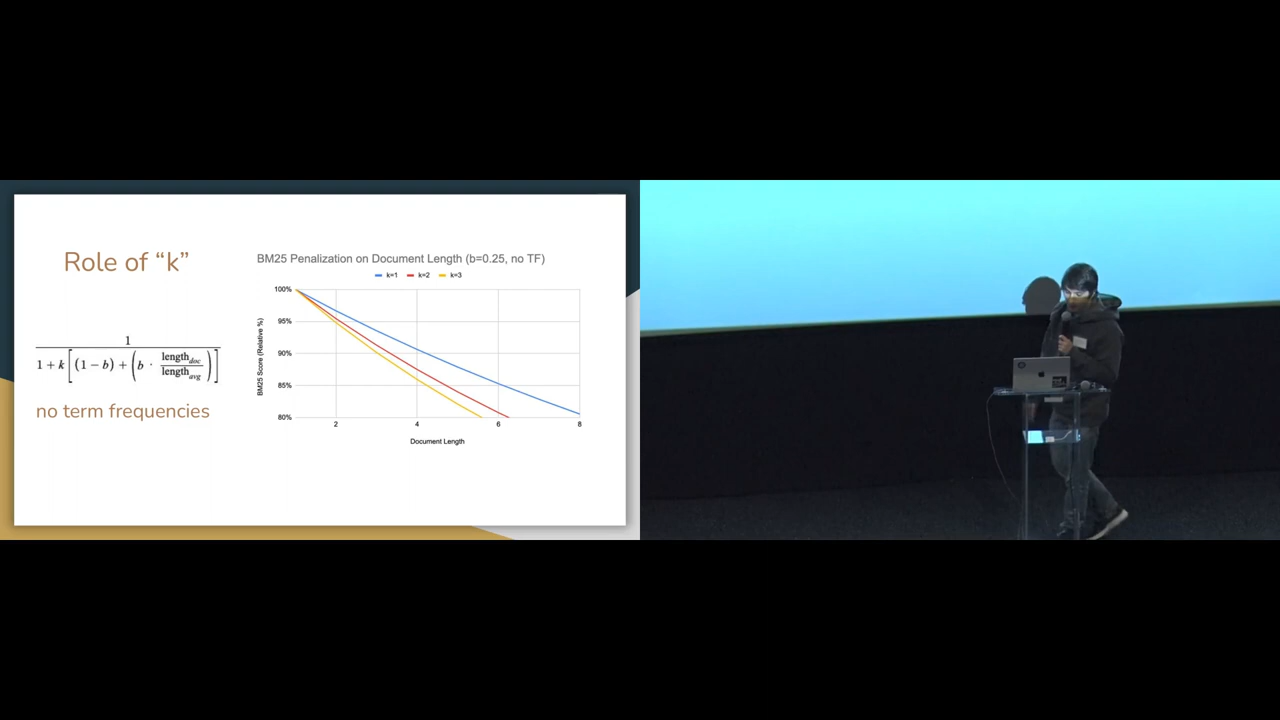 Role of “k”
1
1 + k [ (1 − b) + ( b · length_doc / length_avg ) ]
no term frequencies
BM25 Penalization on Document Length (b=0.25, no TF)
k=1 k=2 k=3
BM25 Score (Relative %)
100%
95%
90%
85%
80%
2 4 6 8
Document Length